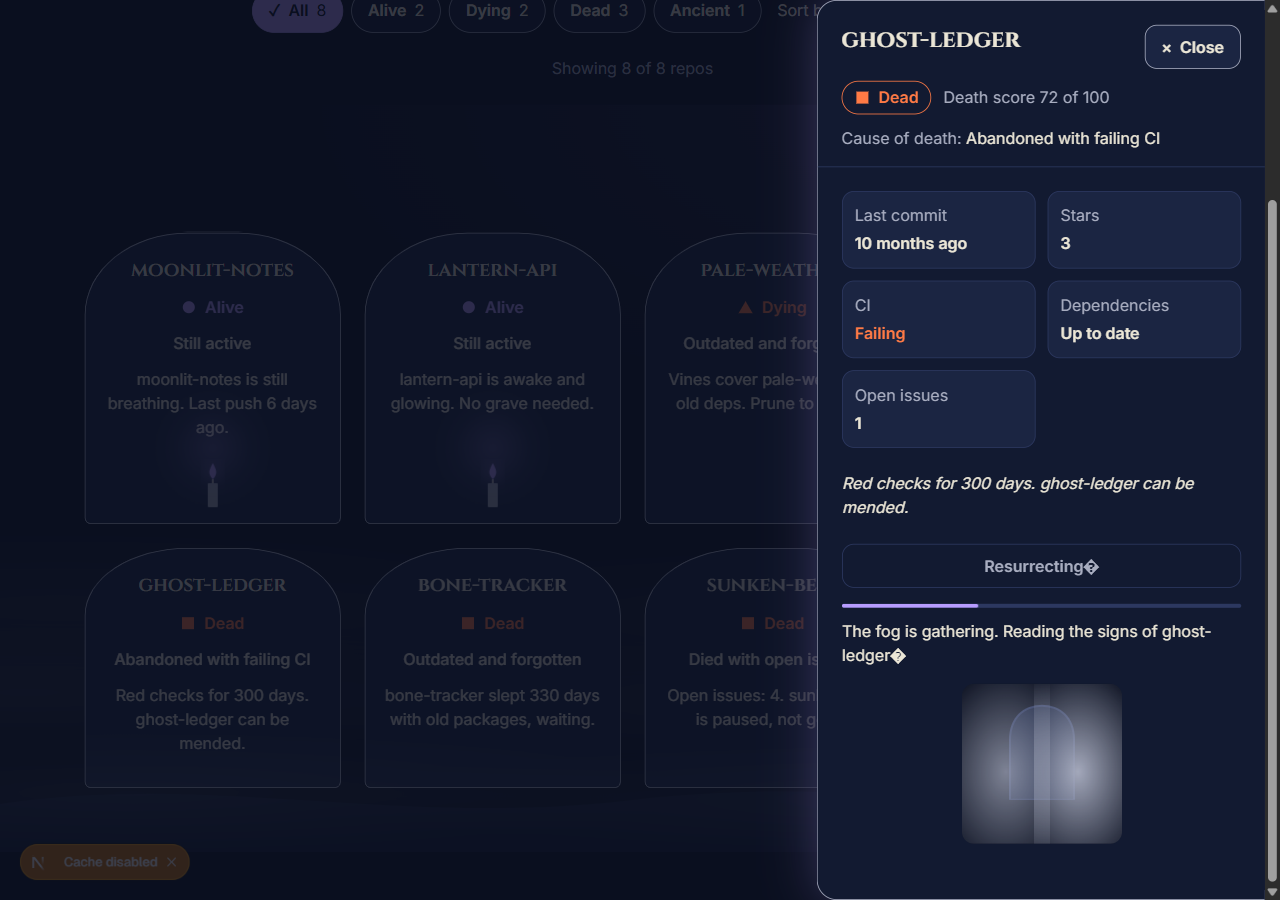 ✓ All 8
Alive 2
Dying 2
Dead 3
Ancient 1
Sort
Showing 8 of 8 repos
MOONLIT-NOTES
Alive
Still active
moonlit-notes is still
breathing. Last push 6 days
ago.
LANTERN-API
Alive
Still active
lantern-api is awake and
glowing. No grave needed.
PALE-WEATH
Dying
Outdated and forg
Vines cover pale-we
old deps. Prune to
GHOST-LEDGER
Dead
Abandoned with failing CI
Red checks for 300 days.
ghost-ledger can be
mended.
BONE-TRACKER
Dead
Outdated and forgotten
bone-tracker slept 330 days
with old packages, waiting.
SUNKEN-BE
Dead
Died with open is
Open issues: 4. sun
is paused, not g
N Cache disabled ×
GHOST-LEDGER
× Close
Dead
Death score 72 of 100
Cause of death: Abandoned with failing CI
Last commit
10 months ago
Stars
3
CI
Failing
Dependencies
Up to date
Open issues
1
Red checks for 300 days. ghost-ledger can be
mended.
Resurrecting�
The fog is gathering. Reading the signs of ghost-
ledger�